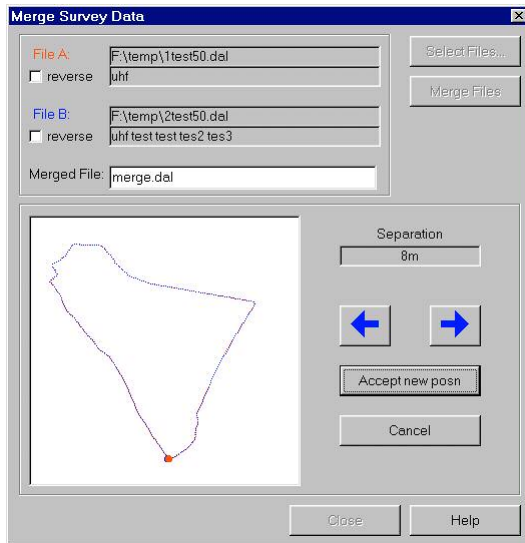 Merge Survey Data
File A:
F:\temp\1test50.dal
reverse
uhf
Select Files...
Merge Files
File B:
F:\temp\2test50.dal
reverse
uhf test test tes2 tes3
Merged File:
merge.dal
Separation
8m
Accept new posn
Cancel
Close
Help